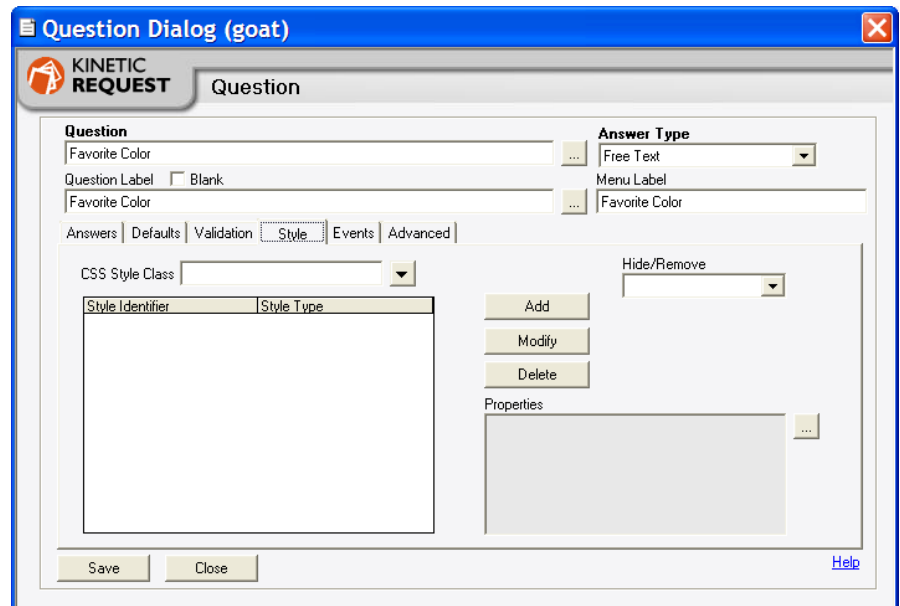 Question Dialog (goat)
KINETIC
REQUEST
Question
Question
Answer Type
Favorite Color
...
Free Text
Question Label
Blank
Menu Label
Favorite Color
...
Favorite Color
Answers
Defaults
Validation
Style
Events
Advanced
CSS Style Class
Hide/Remove
Style Identifier
Style Type
Add
Modify
Delete
Properties
...
Save
Close
Help